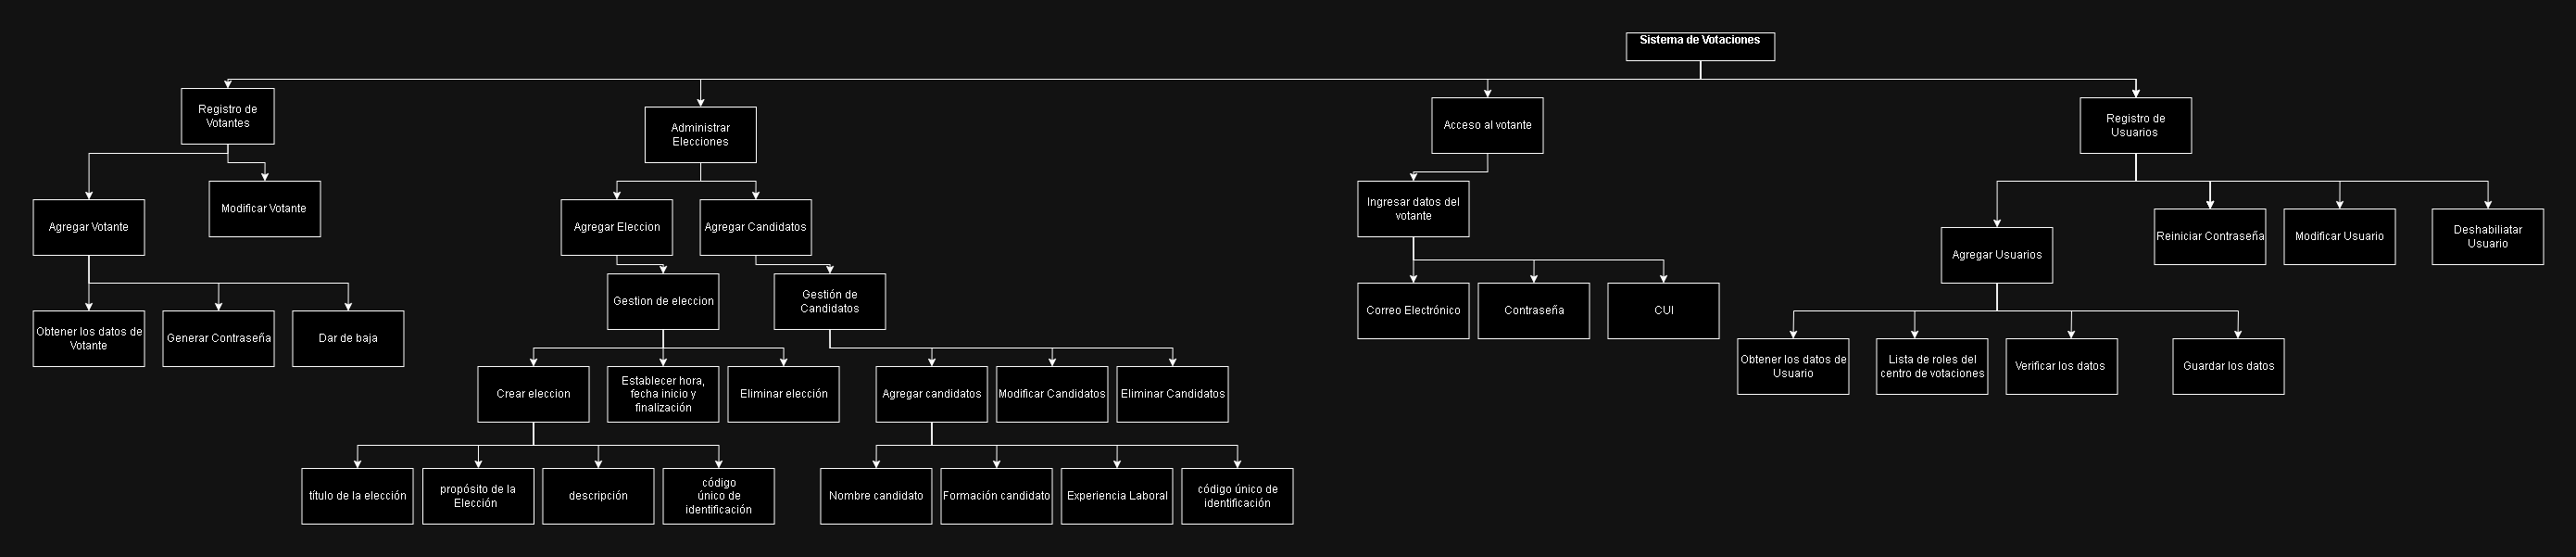 Sistema de Votaciones
Registro de
Votantes
Administrar
Elecciones
Acceso al votante
Registro de
Usuarios
Agregar Votante
Modificar Votante
Agregar Eleccion
Agregar Candidatos
Ingresar datos del
votante
Agregar Usuarios
Reiniciar Contraseña
Modificar Usuario
Deshabiliatar
Usuario
Obtener los datos de
Votante
Generar Contraseña
Dar de baja
Gestion de eleccion
Gestión de
Candidatos
Correo Electrónico
Contraseña
CUI
Obtener los datos de
Usuario
Lista de roles del
centro de votaciones
Verificar los datos
Guardar los datos
Crear eleccion
Establecer hora,
fecha inicio y
finalización
Eliminar elección
Agregar candidatos
Modificar Candidatos
Eliminar Candidatos
título de la elección
propósito de la
Elección
descripción
código
único de
identificación
Nombre candidato
Formación candidato
Experiencia Laboral
código único de
identificación